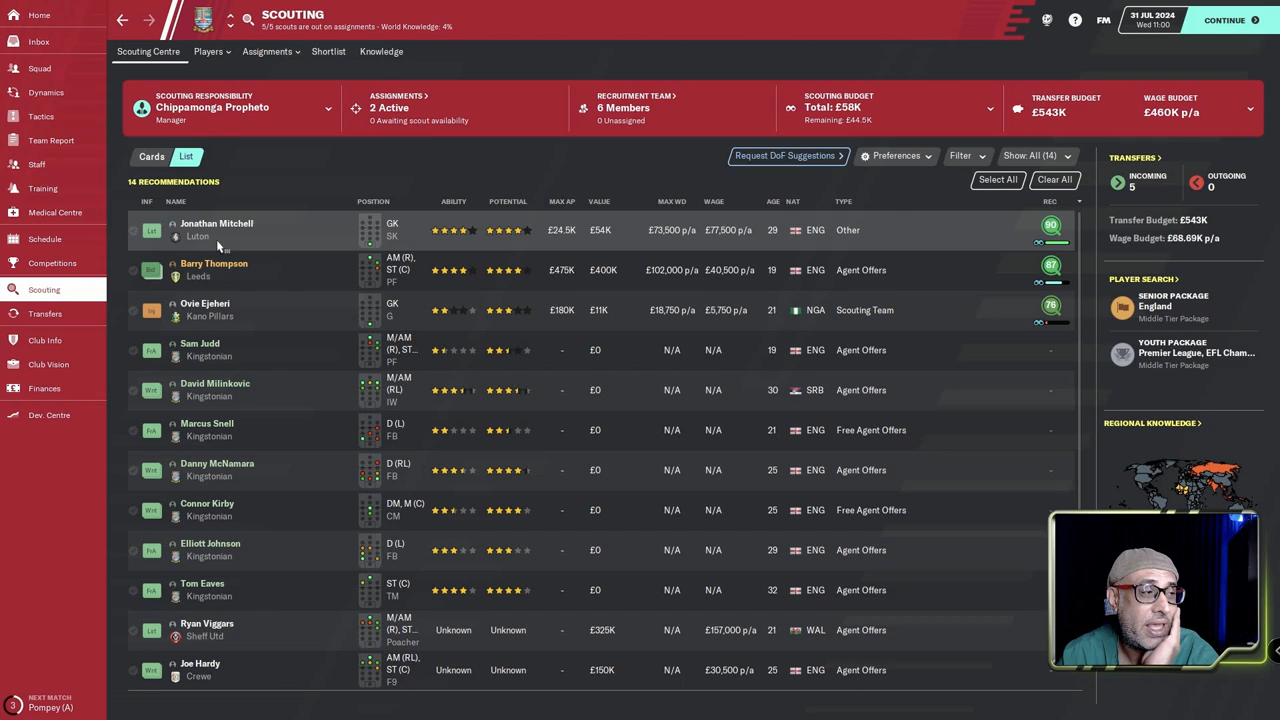 Home
SCOUTING
5/5 scouts are out on assignments - World Knowledge: 4%
FM
31 JUL 2024
Wed 11:00
CONTINUE
Inbox
Squad
Dynamics
Tactics
Team Report
Staff
Training
Medical Centre
Schedule
Competitions
Scouting
Transfers
Club Info
Club Vision
Finances
Dev. Centre
3
NEXT MATCH
Pompey (A)
Scouting Centre
Players
Assignments
Shortlist
Knowledge
SCOUTING RESPONSIBILITY
Chippamonga Propheto
Manager
ASSIGNMENTS
2 Active
0 Awaiting scout availability
RECRUITMENT TEAM
6 Members
0 Unassigned
SCOUTING BUDGET
Total: £58K
Remaining: £44.5K
TRANSFER BUDGET
£543K
WAGE BUDGET
£460K p/a
Cards
List
Request DoF Suggestions
Preferences
Filter
Show: All (14)
14 RECOMMENDATIONS
Select All
Clear All
INF NAME POSITION ABILITY POTENTIAL MAX AP VALUE MAX WD WAGE AGE NAT TYPE REC
Lst Jonathan Mitchell GK £24.5K £54K £73,500 p/a £77,500 p/a 29 ENG Other 90
Luton SK
Bid Barry Thompson AM (R), ST (C) £475K £400K £102,000 p/a £40,500 p/a 19 ENG Agent Offers 87
Leeds PF
Ovie Ejeheri GK £180K £11K £18,750 p/a £5,750 p/a 21 NGA Scouting Team 76
Kano Pillars G
FrA Sam Judd M/AM (R), ST... - £0 N/A N/A 19 ENG Agent Offers -
Kingstonian PF
Wnt David Milinkovic M/AM (RL) - £0 N/A N/A 30 SRB Agent Offers -
Kingstonian IW
FrA Marcus Snell D (L) - £0 N/A N/A 21 ENG Free Agent Offers -
Kingstonian FB
Wnt Danny McNamara D (RL) - £0 N/A N/A 25 ENG Agent Offers -
Kingstonian FB
Wnt Connor Kirby DM, M (C) - £0 N/A N/A 25 ENG Free Agent Offers
Kingstonian CM
FrA Elliott Johnson D (L) - £0 N/A N/A 29 ENG Agent Offers
Kingstonian FB
FrA Tom Eaves ST (C) - £0 N/A N/A 32 ENG Agent Offers
Kingstonian TM
Lst Ryan Viggars M/AM (R), ST... Unknown Unknown - £325K N/A £157,000 p/a 21 WAL Agent Offers
Sheff Utd Poacher
Wnt Joe Hardy AM (RL), ST (C) Unknown Unknown - £150K N/A £30,500 p/a 25 ENG Agent Offers
Crewe F9
TRANSFERS
INCOMING
5
OUTGOING
0
Transfer Budget: £543K
Wage Budget: £68.69K p/a
PLAYER SEARCH
SENIOR PACKAGE
England
Middle Tier Package
YOUTH PACKAGE
Premier League, EFL Cham...
Middle Tier Package
REGIONAL KNOWLEDGE